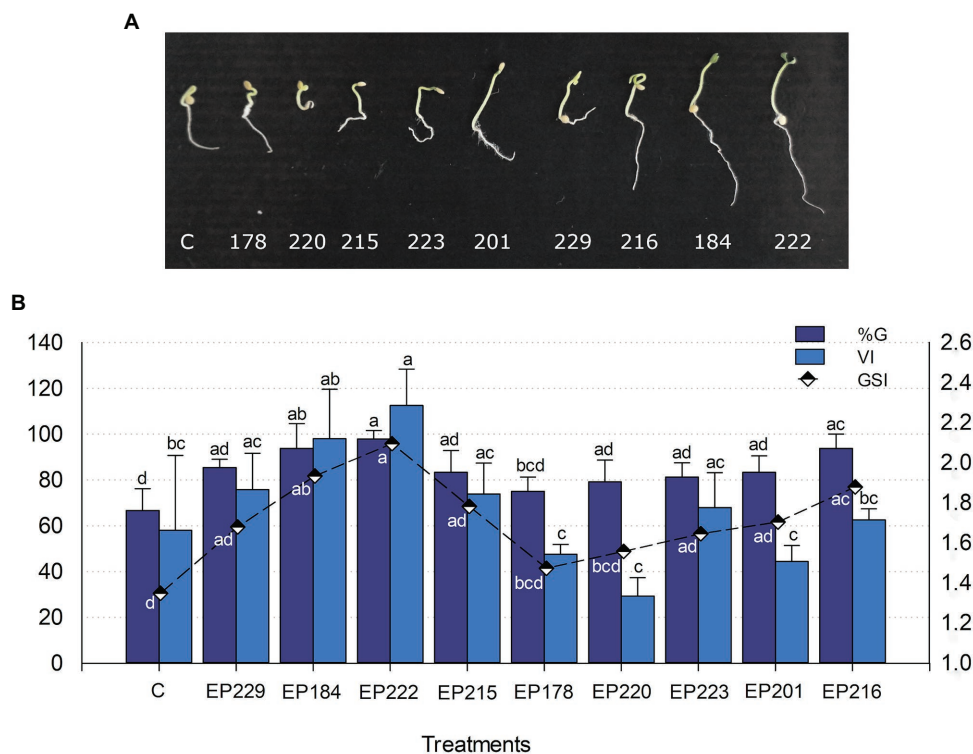 A
C 178 220 215 223 201 229 216 184 222
B
140 2.6
120 2.4
100 2.2
80 2.0
60 1.8
40 1.6
20 1.4
0 1.2
1.0
%G
VI
GSI
d bc ad ac ab ab a a ad ac bcd c bcd c ad ac ad c ac bc
d ad ab a ad bcd bcd ad ad ac
C EP229 EP184 EP222 EP215 EP178 EP220 EP223 EP201 EP216
Treatments